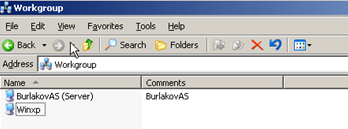 Workgroup
File Edit View Favorites Tools Help
Back Search Folders
Address Workgroup
Name Comments
BurlakovAS (Server) BurlakovAS
Winxp